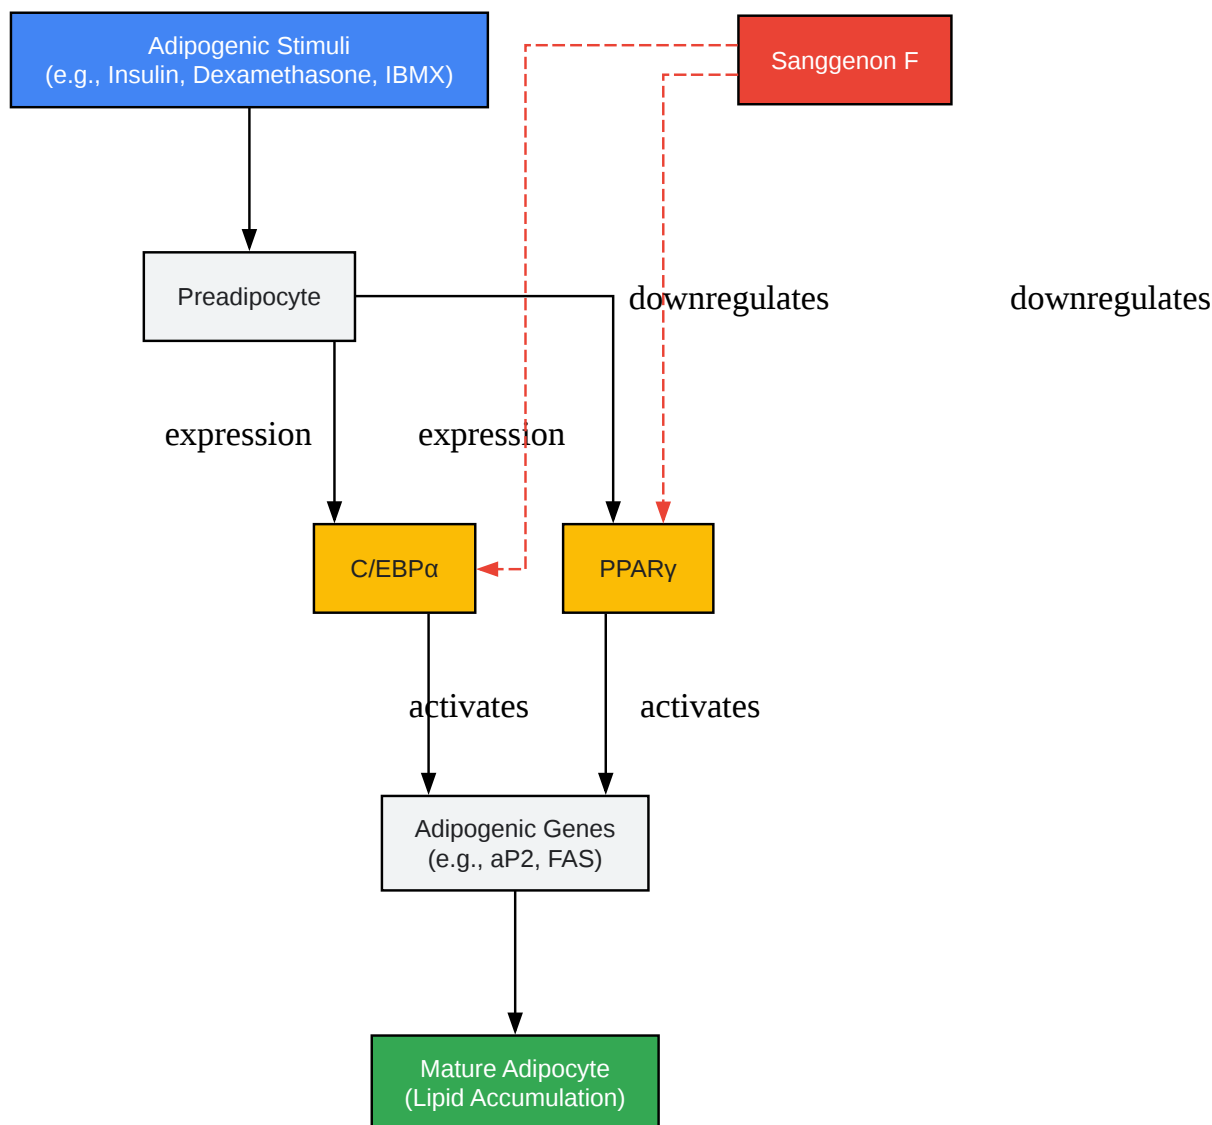 Adipogenic Stimuli
(e.g., Insulin, Dexamethasone, IBMX)
Sanggenon F
Preadipocyte
downregulates
downregulates
expression
expression
C/EBPα
PPARγ
activates
activates
Adipogenic Genes
(e.g., aP2, FAS)
Mature Adipocyte
(Lipid Accumulation)